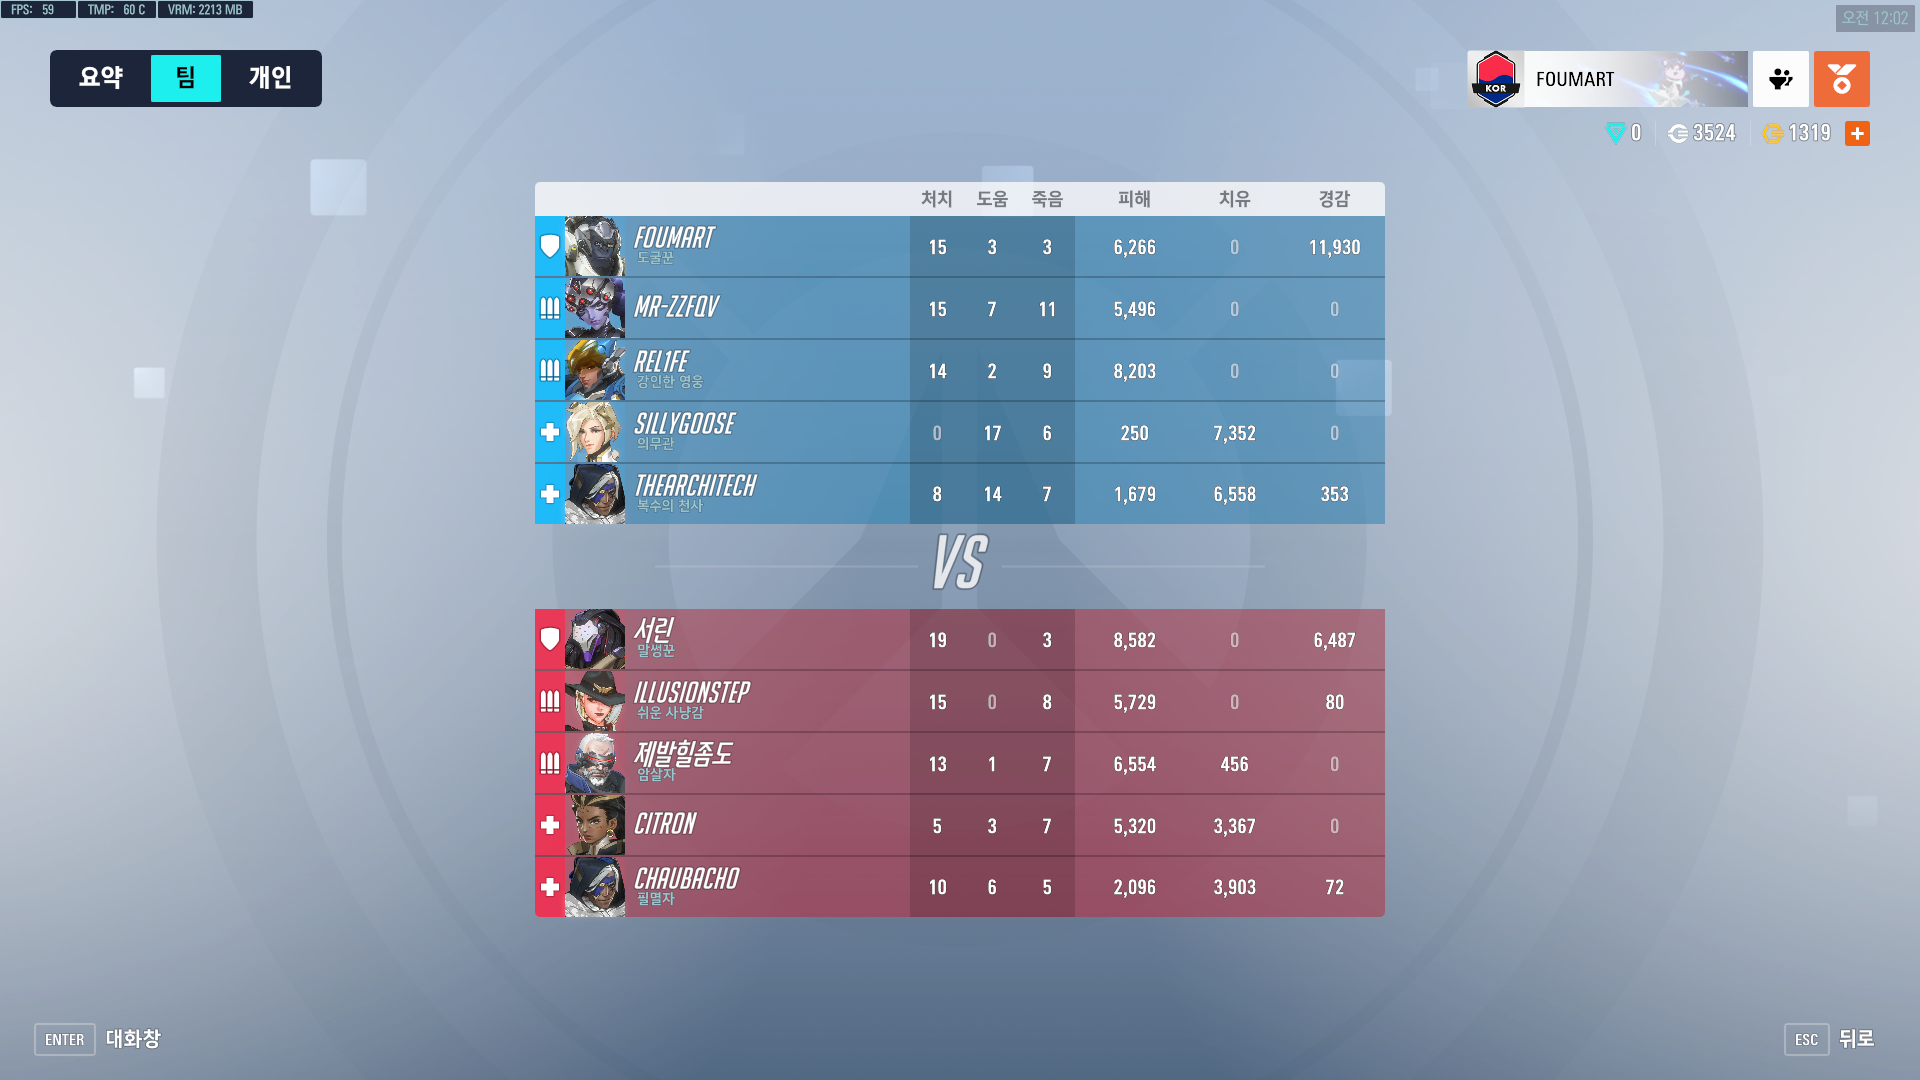 FPS: 59 TMP: 60 C VRM: 2213 MB
오전 12:02
요약 팀 개인
KOR FOUMART
0 3524 1319 +
처치 도움 죽음 피해 치유 경감
FOUMART 15 3 3 6,266 0 11,930
도굴꾼
MR-ZZFQV 15 7 11 5,496 0 0
REL1FE 14 2 9 8,203 0 0
강인한 영웅
SILLYGOOSE 0 17 6 250 7,352 0
의무관
THEARCHITECH 8 14 7 1,679 6,558 353
복수의 천사
VS
서린 19 0 3 8,582 0 6,487
말썽꾼
ILLUSIONSTEP 15 0 8 5,729 0 80
쉬운 사냥감
제발힐좀도 13 1 7 6,554 456 0
암살자
CITRON 5 3 7 5,320 3,367 0
CHAUBACHO 10 6 5 2,096 3,903 72
필멸자
ENTER 대화창
ESC 뒤로